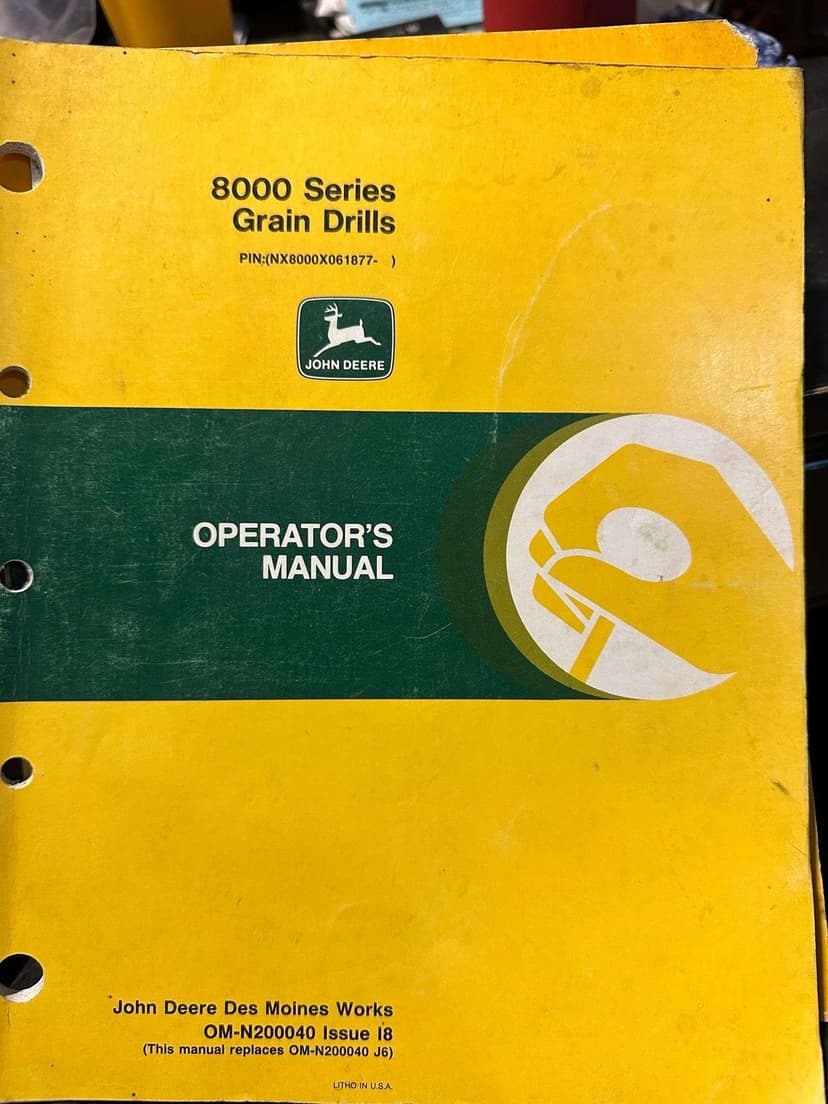 8000 Series
Grain Drills
PIN:(NX8000X061877-    )
JOHN DEERE
OPERATOR'S
MANUAL
John Deere Des Moines Works
OM-N200040 Issue I8
(This manual replaces OM-N200040 J6)
LITHO IN U.S.A.